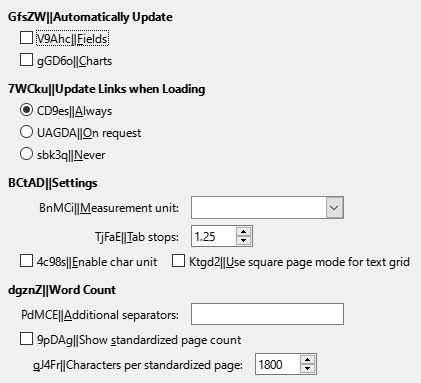 GfsZW||Automatically Update
V9Ahc||Fields
gGD6o||Charts
7WCku||Update Links when Loading
CD9es||Always
UAGDA||On request
sbk3q||Never
BCtAD||Settings
BnMCi||Measurement unit:
TjFaE||Tab stops: 1.25
4c98s||Enable char unit Ktgd2||Use square page mode for text grid
dgznZ||Word Count
PdMCE||Additional separators:
9pDAg||Show standardized page count
gJ4Fr||Characters per standardized page: 1800